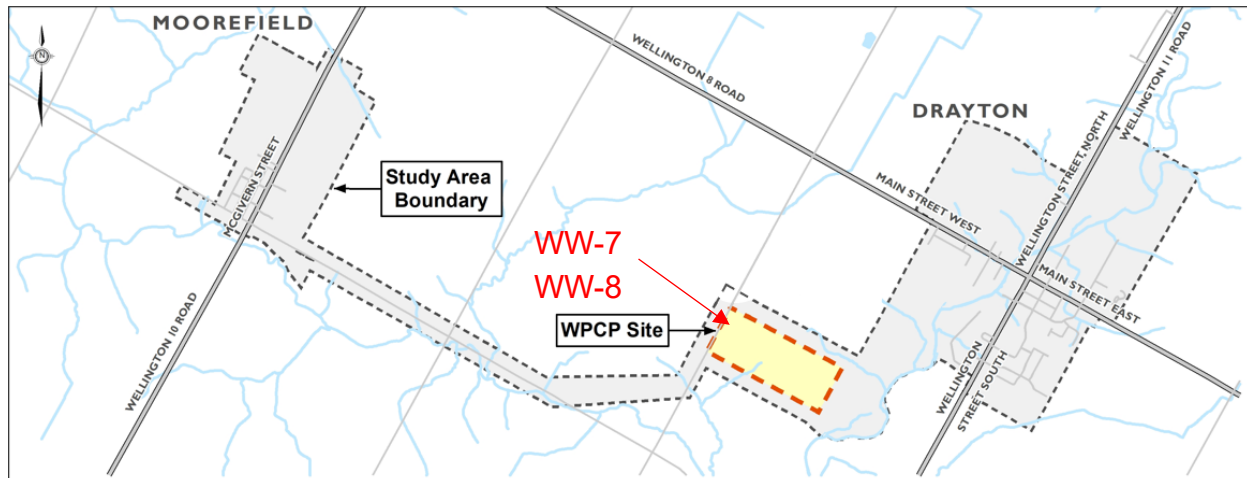 MOOREFIELD
N
WELLINGTON 8 ROAD
WELLINGTON 11 ROAD
DRAYTON
WELLINGTON STREET, NORTH
MCGIVERN STREET
Study Area
Boundary
MAIN STREET WEST
WW-7
WW-8
MAIN STREET EAST
WPCP Site
WELLINGTON 10 ROAD
WELLINGTON
STREET SOUTH